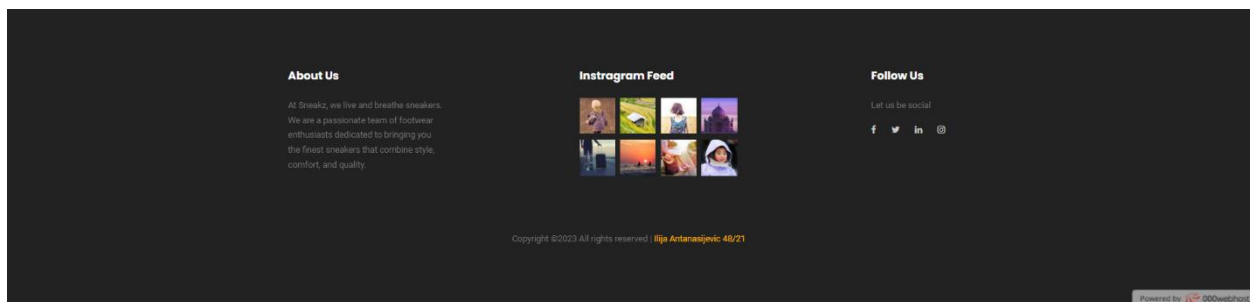 About Us
At Sneakz, we live and breathe sneakers.
We are a passionate team of footwear
enthusiasts dedicated to bringing you
the finest sneakers that combine style,
comfort, and quality.
Instragram Feed
Follow Us
Let us be social
Copyright ©2023 All rights reserved | Ilija Antanasijevic 48/21
Powered by 000webhost